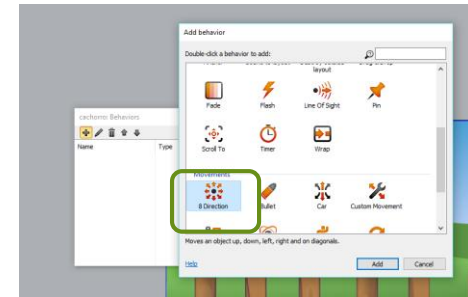 Add behavior
Double-click a behavior to add:
layout
Fade Flash Line Of Sight Pin
cachorro: Behaviors
Name Type
Scroll To Timer Wrap
Movements
8 Direction Bullet Car Custom Movement
Moves an object up, down, left, right and on diagonals.
Help Add Cancel